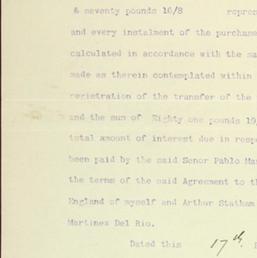 & seventy pounds 16/8 repres
and every instalment of the purchase
calculated in accordance with the sa
made as therein contemplated within
registration of the transfer of the
and the sum of Eighty one pounds 19
total amount of interest due in resp
been paid by the said Senor Pablo Ma
the terms of the said Agreement to th
England of myself and Arthur Statham
Martinez Del Rio.
Dated this 17th